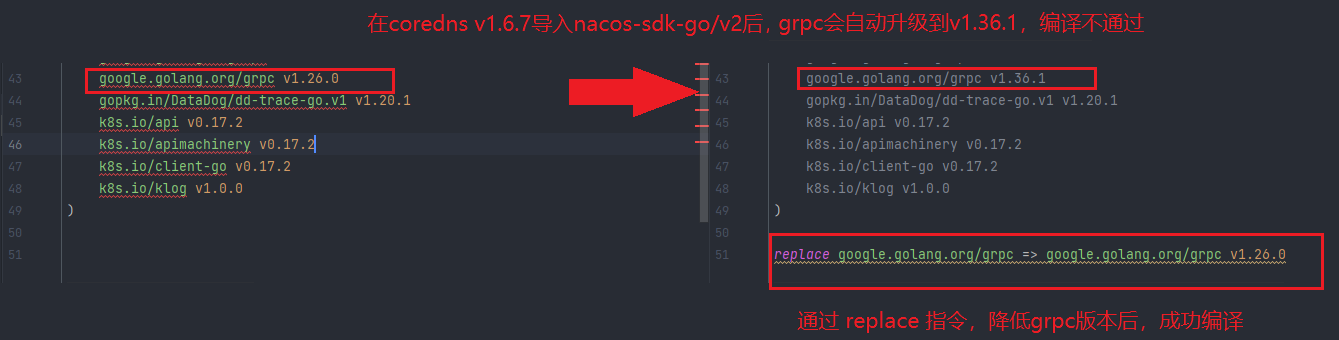 在coredns v1.6.7导入nacos-sdk-go/v2后, grpc会自动升级到v1.36.1，编译不通过
43 google.golang.org/grpc v1.26.0
44 gopkg.in/DataDog/dd-trace-go.v1 v1.20.1
45 k8s.io/api v0.17.2
46 k8s.io/apimachinery v0.17.2
47 k8s.io/client-go v0.17.2
48 k8s.io/klog v1.0.0
49 )
50
51
43 google.golang.org/grpc v1.36.1
44 gopkg.in/DataDog/dd-trace-go.v1 v1.20.1
45 k8s.io/api v0.17.2
46 k8s.io/apimachinery v0.17.2
47 k8s.io/client-go v0.17.2
48 k8s.io/klog v1.0.0
49 )
50
51 replace google.golang.org/grpc => google.golang.org/grpc v1.26.0
通过 replace 指令，降低grpc版本后，成功编译